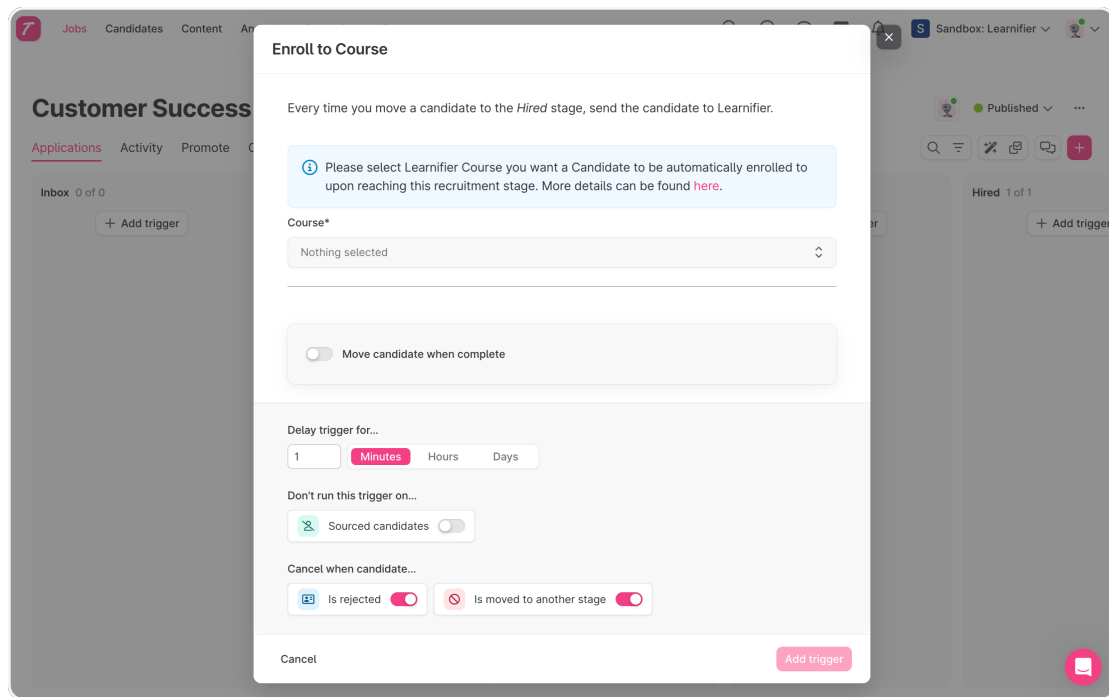 Jobs Candidates Content An
S Sandbox: Learnifier
Enroll to Course
Customer Success
Published
Every time you move a candidate to the Hired stage, send the candidate to Learnifier.
Applications Activity Promote
Please select Learnifier Course you want a Candidate to be automatically enrolled to
upon reaching this recruitment stage. More details can be found here.
Inbox 0 of 0
Hired 1 of 1
Add trigger
Course*
er
Add trigger
Nothing selected
Move candidate when complete
Delay trigger for...
1 Minutes Hours Days
Don't run this trigger on...
Sourced candidates
Cancel when candidate...
Is rejected
Is moved to another stage
Cancel
Add trigger